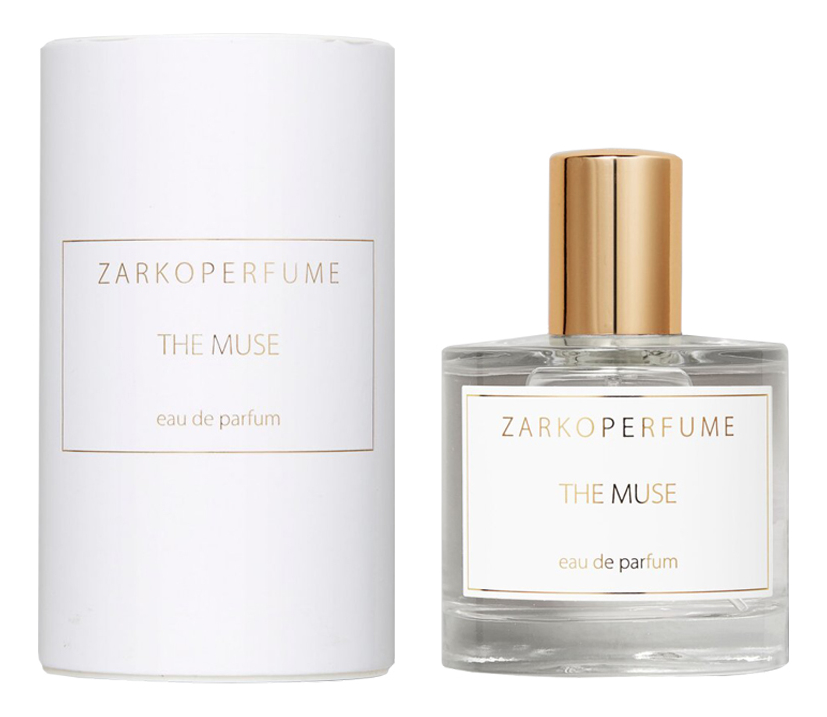 ZARKOPERFUME
THE MUSE
eau de parfum
ZARKOPERFUME
THE MUSE
eau de parfum